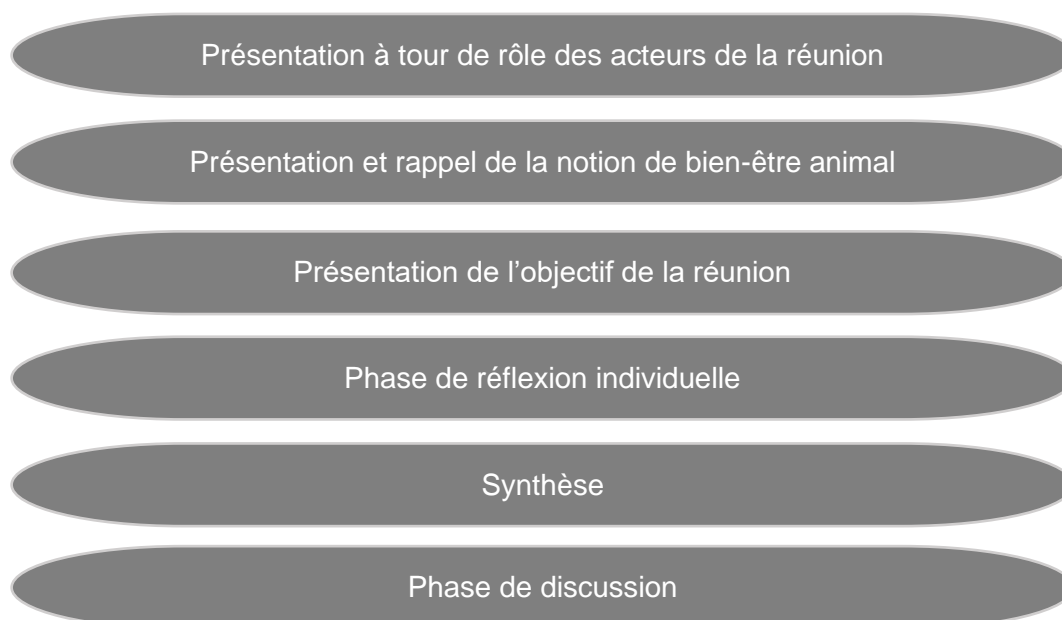 Présentation à tour de rôle des acteurs de la réunion
Présentation et rappel de la notion de bien-être animal
Présentation de l’objectif de la réunion
Phase de réflexion individuelle
Synthèse
Phase de discussion